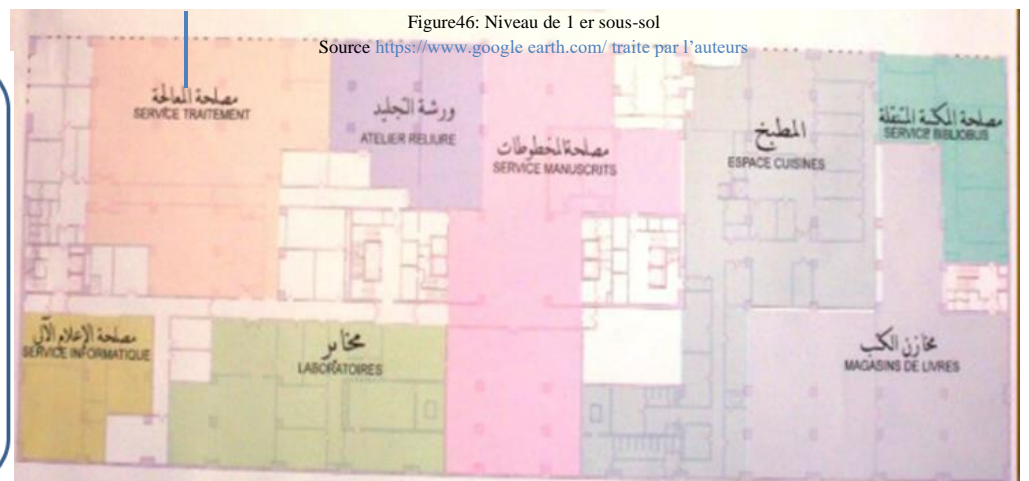 Figure46: Niveau de 1 er sous-sol
Source https://www.google earth.com/ traite par l'auteurs
مصلحة المعالجة
SERVICE TRAITEMENT
ورشة التجليد
ATELIER RELIURE
مصلحة المخطوطات
SERVICE MANUSCRITS
المطبخ
ESPACE CUISINES
مصلحة المكتبة المتنقلة
SERVICE BIBLIOBUS
مصلحة الإعلام الآلي
SERVICE INFORMATIQUE
مخابر
LABORATOIRES
مخازن الكتب
MAGASINS DE LIVRES